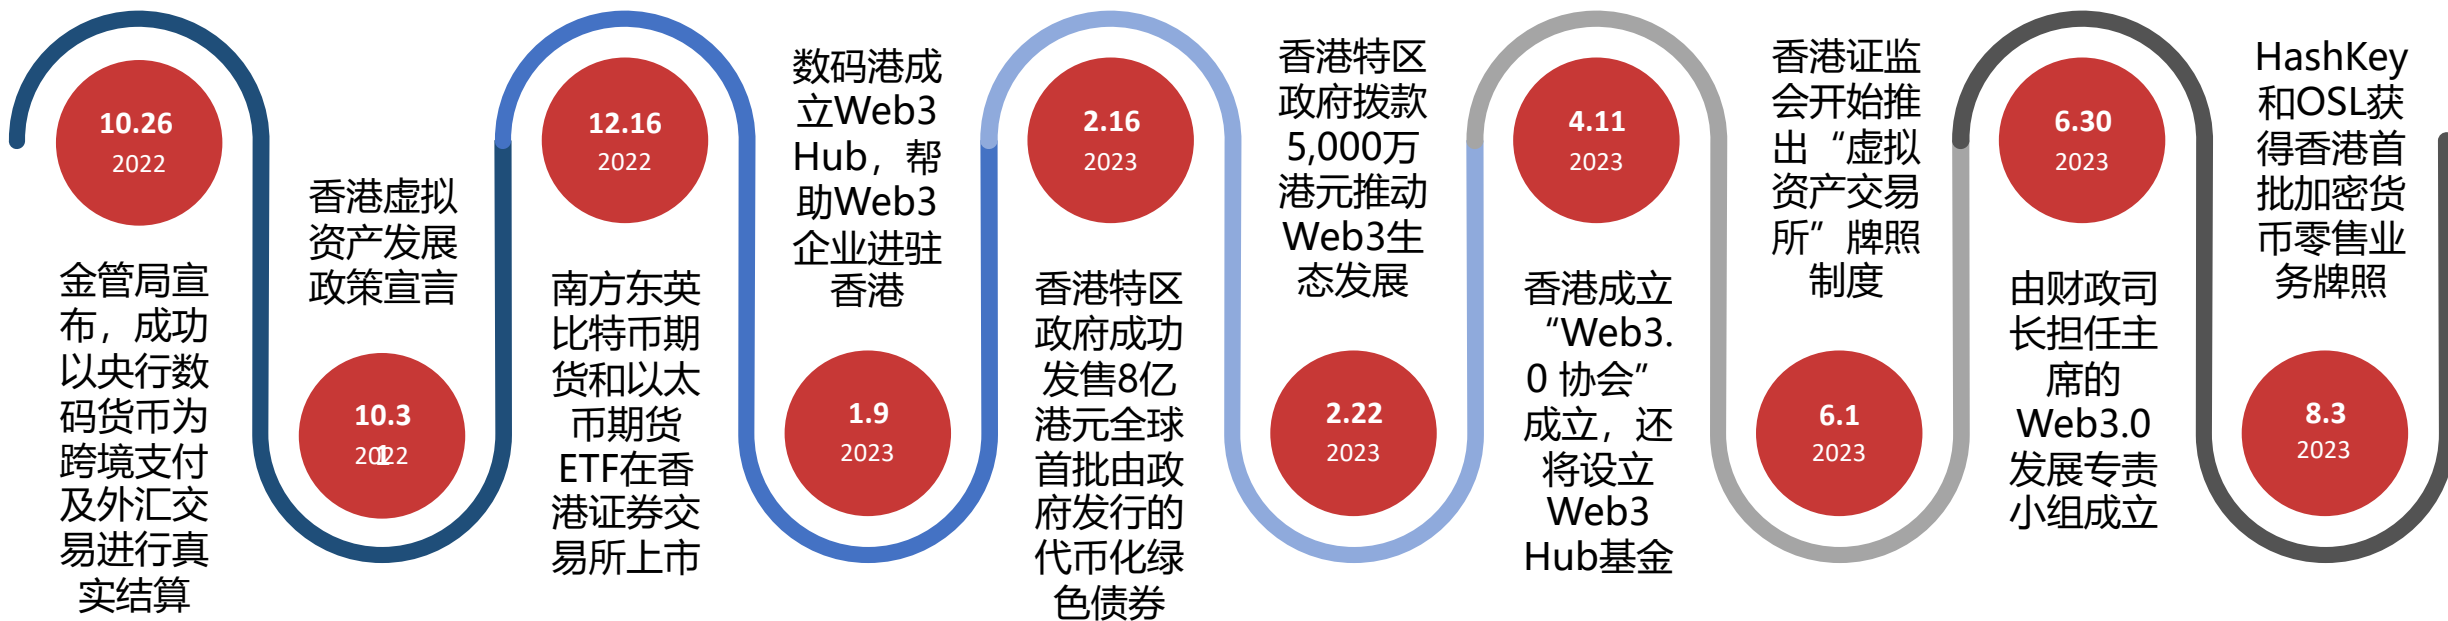 10.26
2022
金管局宣
布，成功
以央行数
码货币为
跨境支付
及外汇交
易进行真
实结算
香港虚拟
资产发展
政策宣言
10.3
1
2022
12.16
2022
南方东英
比特币期
货和以太
币期货
ETF在香
港证券交
易所上市
数码港成
立Web3
Hub，帮
助Web3
企业进驻
香港
1.9
2023
2.16
2023
香港特区
政府成功
发售8亿
港元全球
首批由政
府发行的
代币化绿
色债券
香港特区
政府拨款
5,000万
港元推动
Web3生
态发展
2.22
2023
4.11
2023
香港成立
“Web3.
0 协会”
成立，还
将设立
Web3
Hub基金
香港证监
会开始推
出“虚拟
资产交易
所”牌照
制度
6.1
2023
6.30
2023
由财政司
长担任主
席的
Web3.0
发展专责
小组成立
HashKey
和OSL获
得香港首
批加密货
币零售业
务牌照
8.3
2023